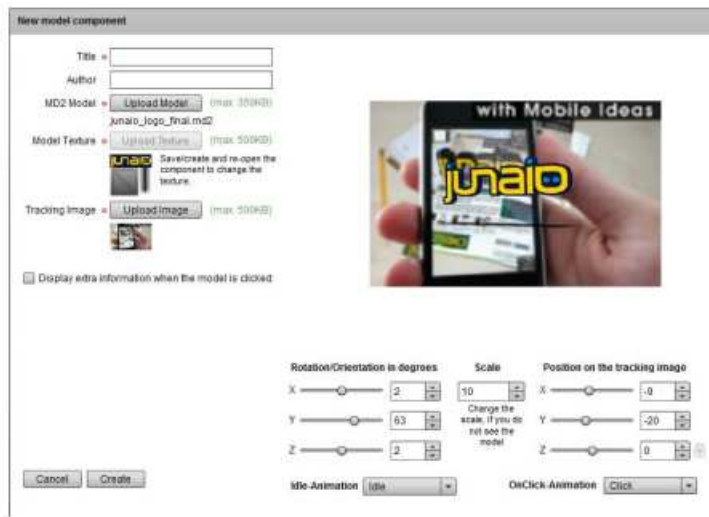 New model component
Title *
Author
MD2 Model * Upload Model (max. 350KB)
junaio_logo_final.md2
Model Texture * Upload Texture (max. 500KB)
junaio
Save/create and re-open the
component to change the
texture.
Tracking Image * Upload Image (max. 500KB)
Display extra information when the model is clicked:
with Mobile Ideas
junaio
Rotation/Orientation in degrees Scale Position on the tracking image
X 2 10 X -9
Change the
scale, if you do
not see the
model
Y 63 Y -20
Z 2 Z 0
Cancel Create
Idle-Animation Idle OnClick-Animation Click